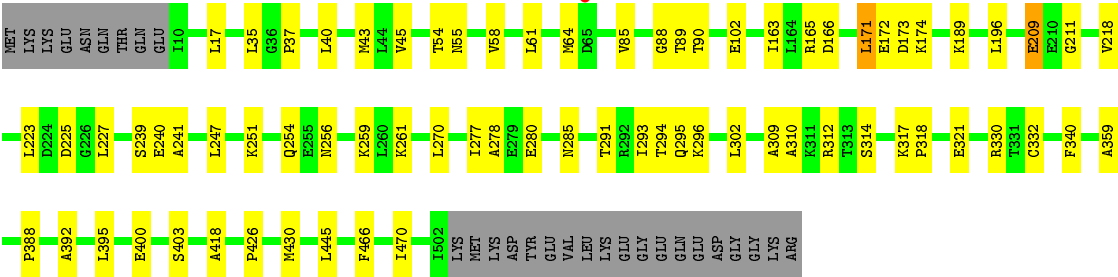 MET LYS LYS GLU ASN GLN THR GLN GLU I10 L17 L35 G36 P37 L40 M43 L44 V45 T54 N55 V58 L61 M64 D65 V85 G88 T89 T90 E102 I163 L164 R165 D166 L171 E172 D173 K174 K189 L196 E209 E210 G211 V218
L223 D224 D225 G226 L227 S239 E240 A241 L247 K251 Q254 E255 N256 K259 L260 K261 L270 I277 A278 E279 E280 N285 T291 R292 I293 T294 Q295 K296 L302 A309 A310 K311 R312 T313 S314 K317 P318 E321 R330 T331 C332 F340 A359
P388 A392 L395 E400 S403 A418 P426 M430 L445 F466 I470 I502 LYS MET LYS ASP TYR GLU VAL LEU LYS GLU GLY GLU GLN GLU ASP GLY GLY LYS ARG